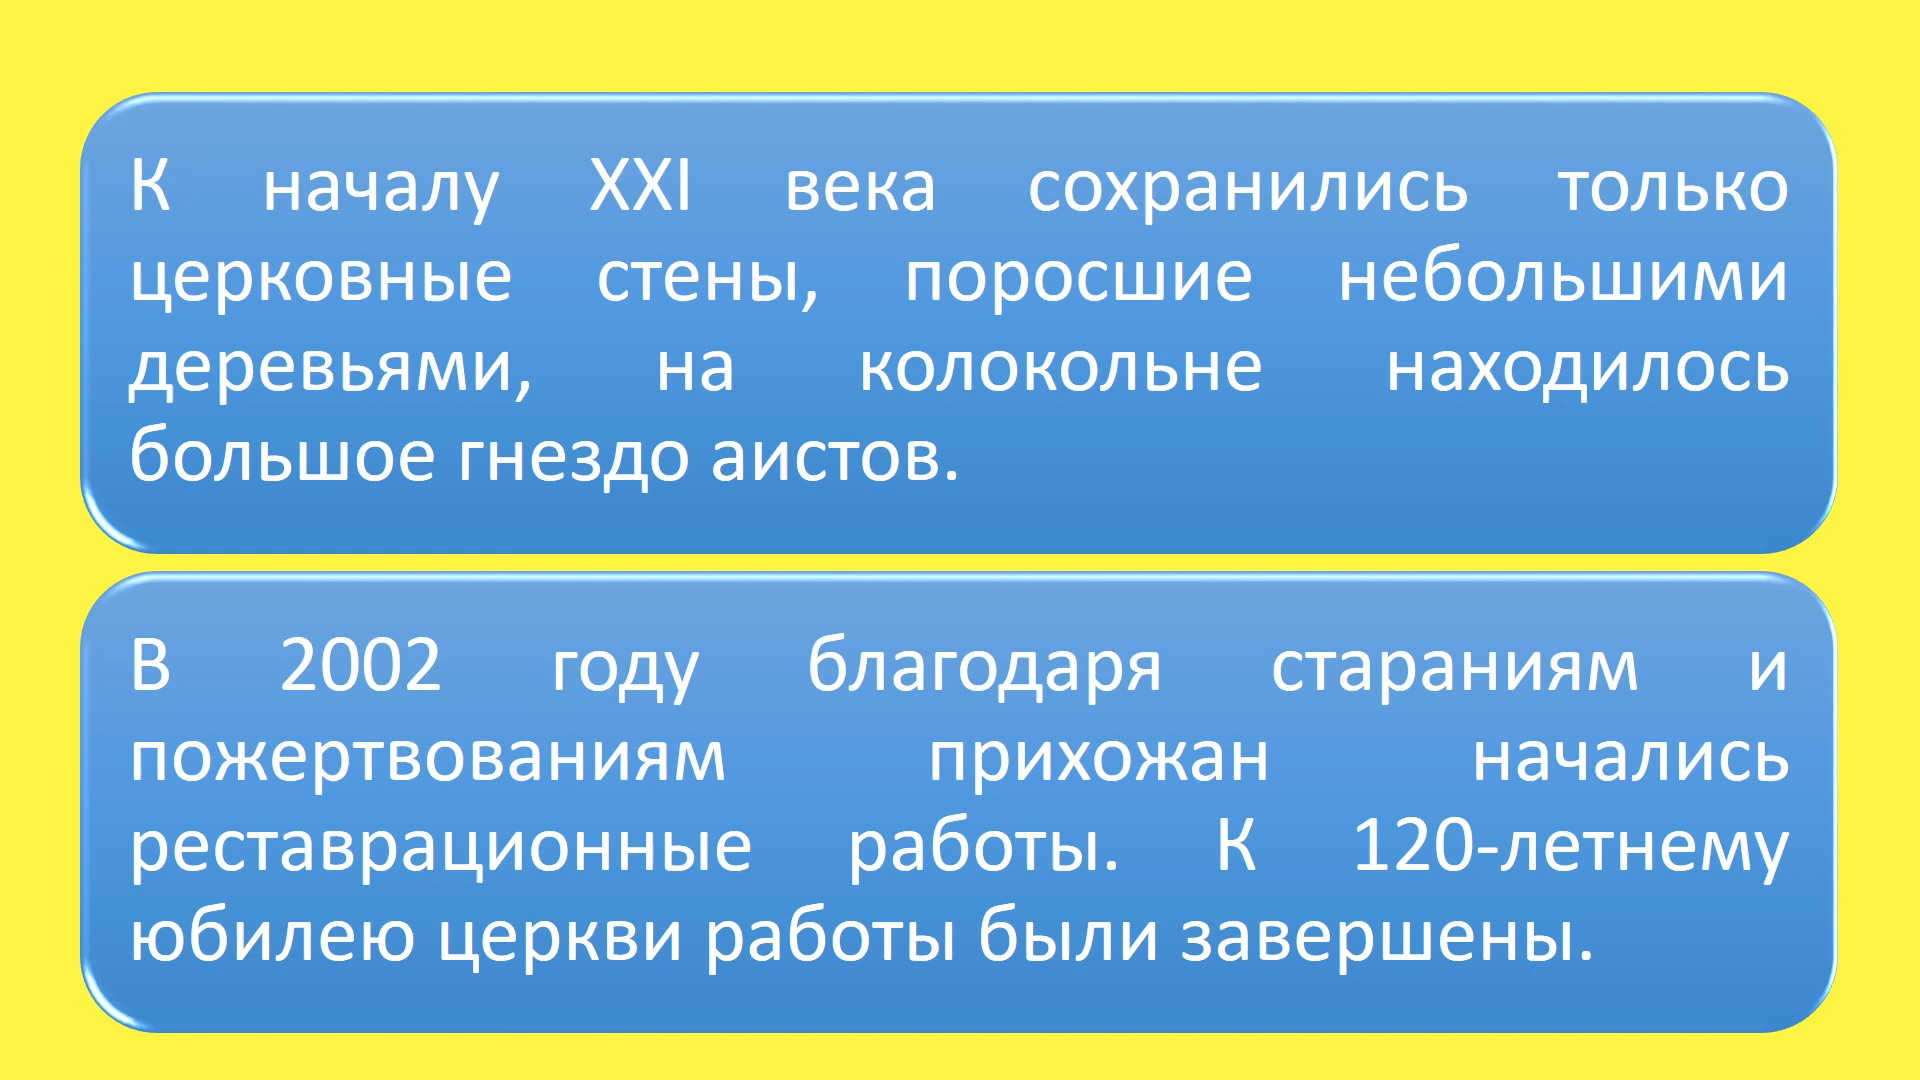 К началу XXI века сохранились только
церковные стены, поросшие небольшими
деревьями, на колокольне находилось
большое гнездо аистов.
В 2002 году благодаря стараниям и
пожертвованиям прихожан начались
реставрационные работы. К 120-летнему
юбилею церкви работы были завершены.